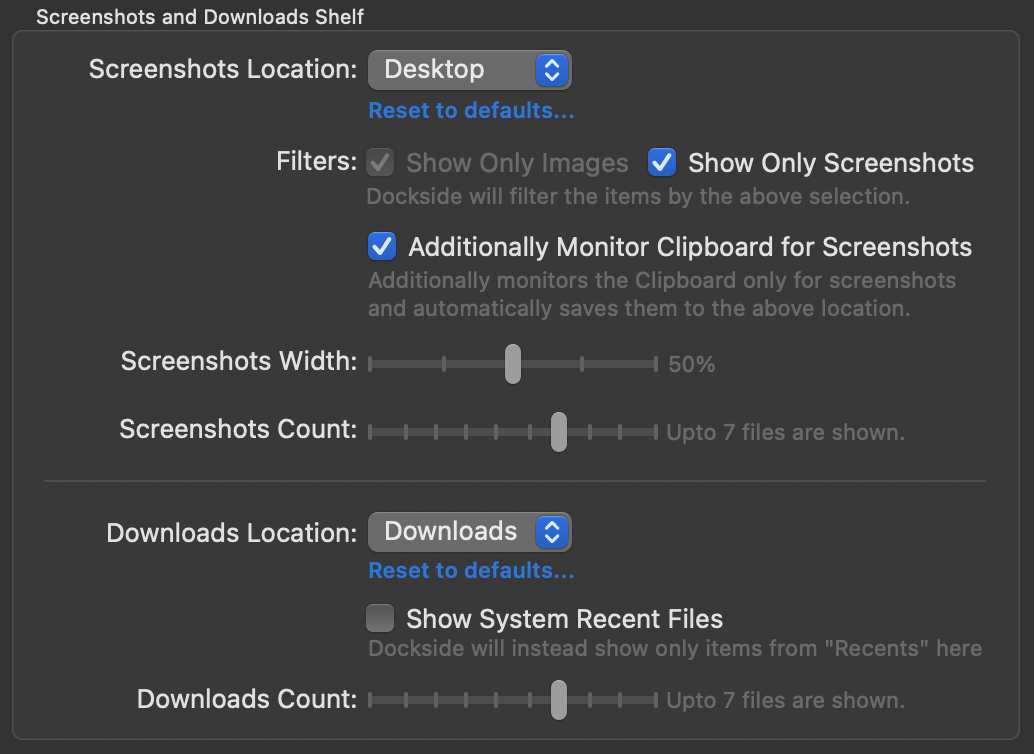 Screenshots and Downloads Shelf
Screenshots Location: Desktop
Reset to defaults...
Filters: Show Only Images Show Only Screenshots
Dockside will filter the items by the above selection.
Additionally Monitor Clipboard for Screenshots
Additionally monitors the Clipboard only for screenshots
and automatically saves them to the above location.
Screenshots Width: 50%
Screenshots Count: Upto 7 files are shown.
Downloads Location: Downloads
Reset to defaults...
Show System Recent Files
Dockside will instead show only items from "Recents" here
Downloads Count: Upto 7 files are shown.